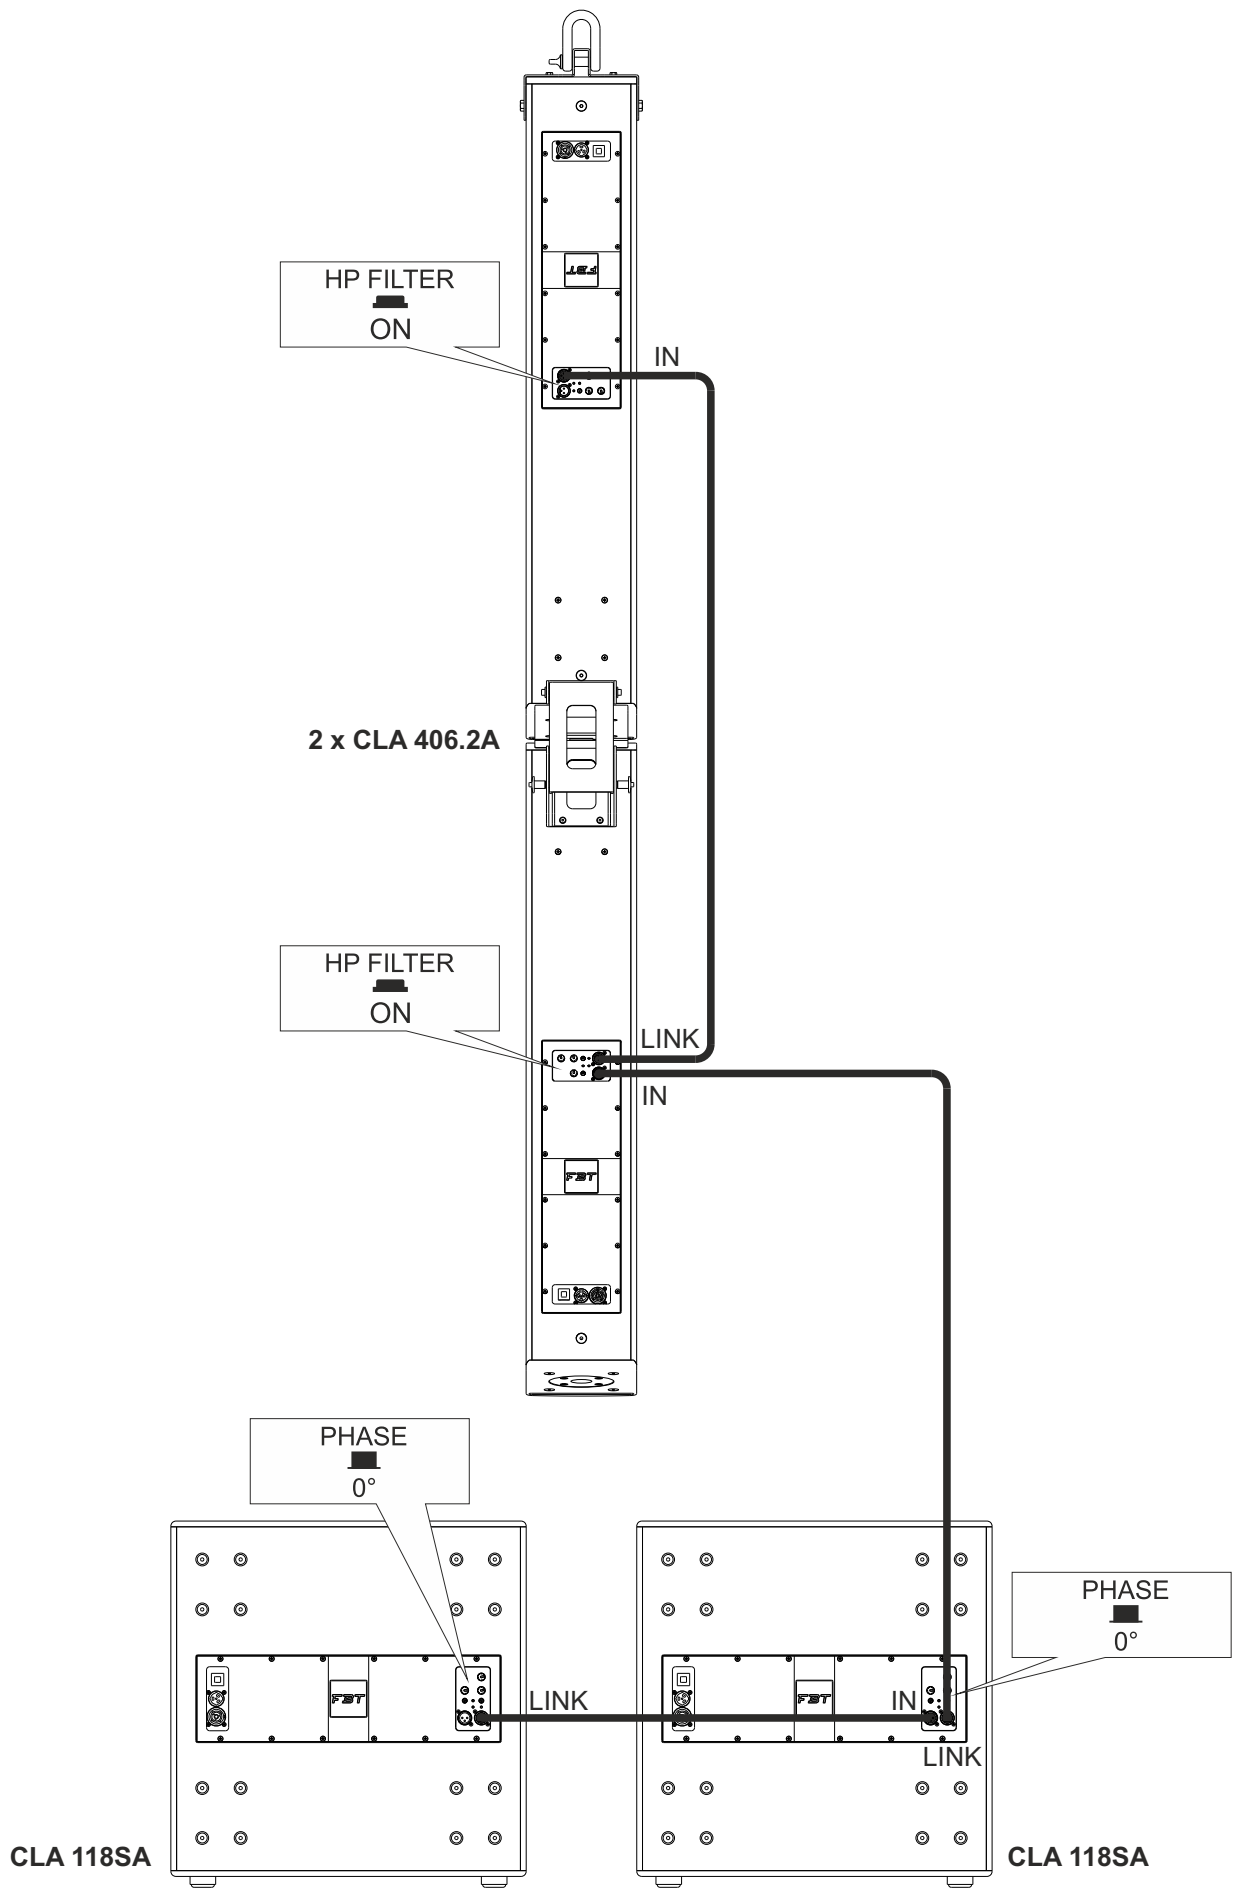 FBT
HP FILTER
ON
IN
2 x CLA 406.2A
HP FILTER
ON
LINK
IN
FBT
PHASE
0°
PHASE
0°
FBT
LINK
FBT
IN
LINK
CLA 118SA
CLA 118SA